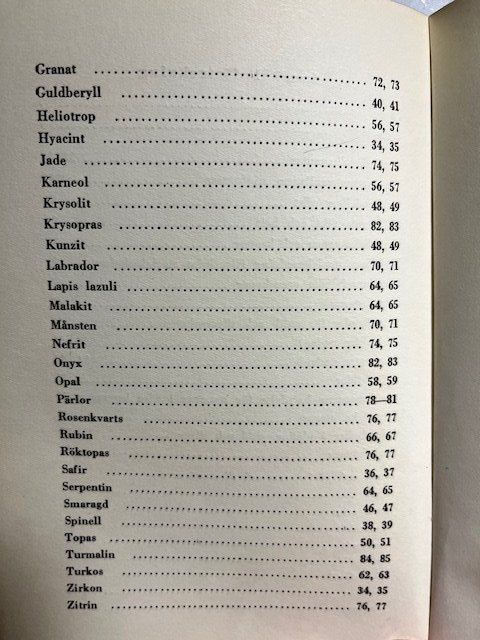 Granat ........................................ 72, 73
Guldberyll ........................................ 40, 41
Heliotrop ........................................ 56, 57
Hyacint ........................................ 34, 35
Jade ........................................ 74, 75
Karneol ........................................ 56, 57
Krysolit ........................................ 48, 49
Krysopras ........................................ 82, 83
Kunzit ........................................ 48, 49
Labrador ........................................ 70, 71
Lapis lazuli ........................................ 64, 65
Malakit ........................................ 64, 65
Månsten ........................................ 70, 71
Nefrit ........................................ 74, 75
Onyx ........................................ 82, 83
Opal ........................................ 58, 59
Pärlor ........................................ 78—81
Rosenkvarts ........................................ 76, 77
Rubin ........................................ 66, 67
Röktopas ........................................ 76, 77
Safir ........................................ 36, 37
Serpentin ........................................ 64, 65
Smaragd ........................................ 46, 47
Spinell ........................................ 38, 39
Topas ........................................ 50, 51
Turmalin ........................................ 84, 85
Turkos ........................................ 62, 63
Zirkon ........................................ 34, 35
Zitrin ........................................ 76, 77